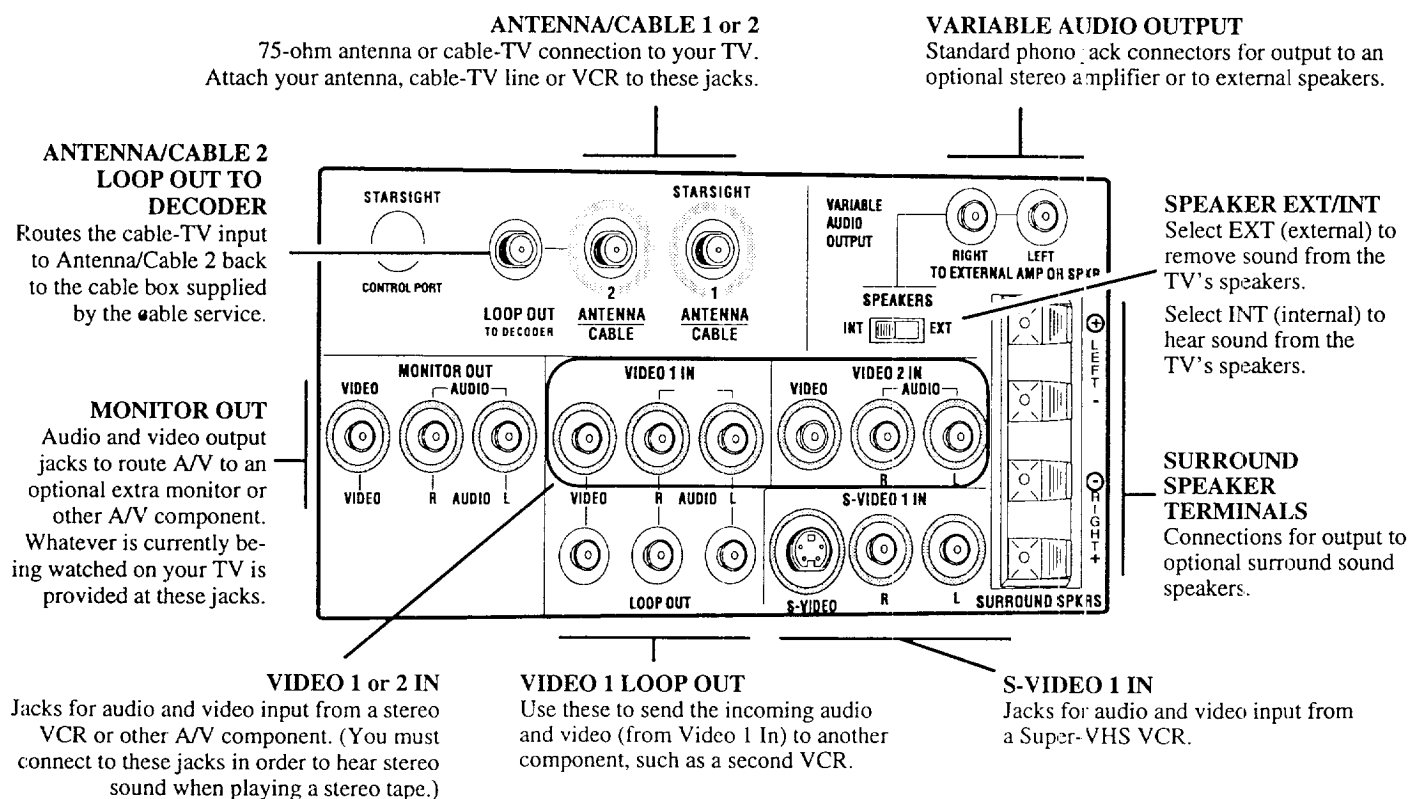 ANTENNA/CABLE 1 or 2
75-ohm antenna or cable-TV connection to your TV.
Attach your antenna, cable-TV line or VCR to these jacks.
VARIABLE AUDIO OUTPUT
Standard phono jack connectors for output to an
optional stereo amplifier or to external speakers.
ANTENNA/CABLE 2
LOOP OUT TO
DECODER
Routes the cable-TV input
to Antenna/Cable 2 back
to the cable box supplied
by the cable service.
STARSIGHT
CONTROL PORT
LOOP OUT
TO DECODER
2
ANTENNA
CABLE
STARSIGHT
1
ANTENNA
CABLE
VARIABLE
AUDIO
OUTPUT
RIGHT
LEFT
TO EXTERNAL AMP OR SPKR
SPEAKERS
INT
EXT
SPEAKER EXT/INT
Select EXT (external) to
remove sound from the
TV's speakers.
Select INT (internal) to
hear sound from the
TV's speakers.
MONITOR OUT
Audio and video output
jacks to route A/V to an
optional extra monitor or
other A/V component.
Whatever is currently be-
ing watched on your TV is
provided at these jacks.
MONITOR OUT
VIDEO
AUDIO
VIDEO
R AUDIO L
VIDEO 1 IN
VIDEO
R AUDIO L
LOOP OUT
VIDEO 2 IN
VIDEO
AUDIO
R
L
S-VIDEO 1 IN
S-VIDEO
R
L
+
LEFT
-
-
RIGHT
+
SURROUND SPKRS
SURROUND
SPEAKER
TERMINALS
Connections for output to
optional surround sound
speakers.
VIDEO 1 or 2 IN
Jacks for audio and video input from a stereo
VCR or other A/V component. (You must
connect to these jacks in order to hear stereo
sound when playing a stereo tape.)
VIDEO 1 LOOP OUT
Use these to send the incoming audio
and video (from Video 1 In) to another
component, such as a second VCR.
S-VIDEO 1 IN
Jacks for audio and video input from
a Super-VHS VCR.